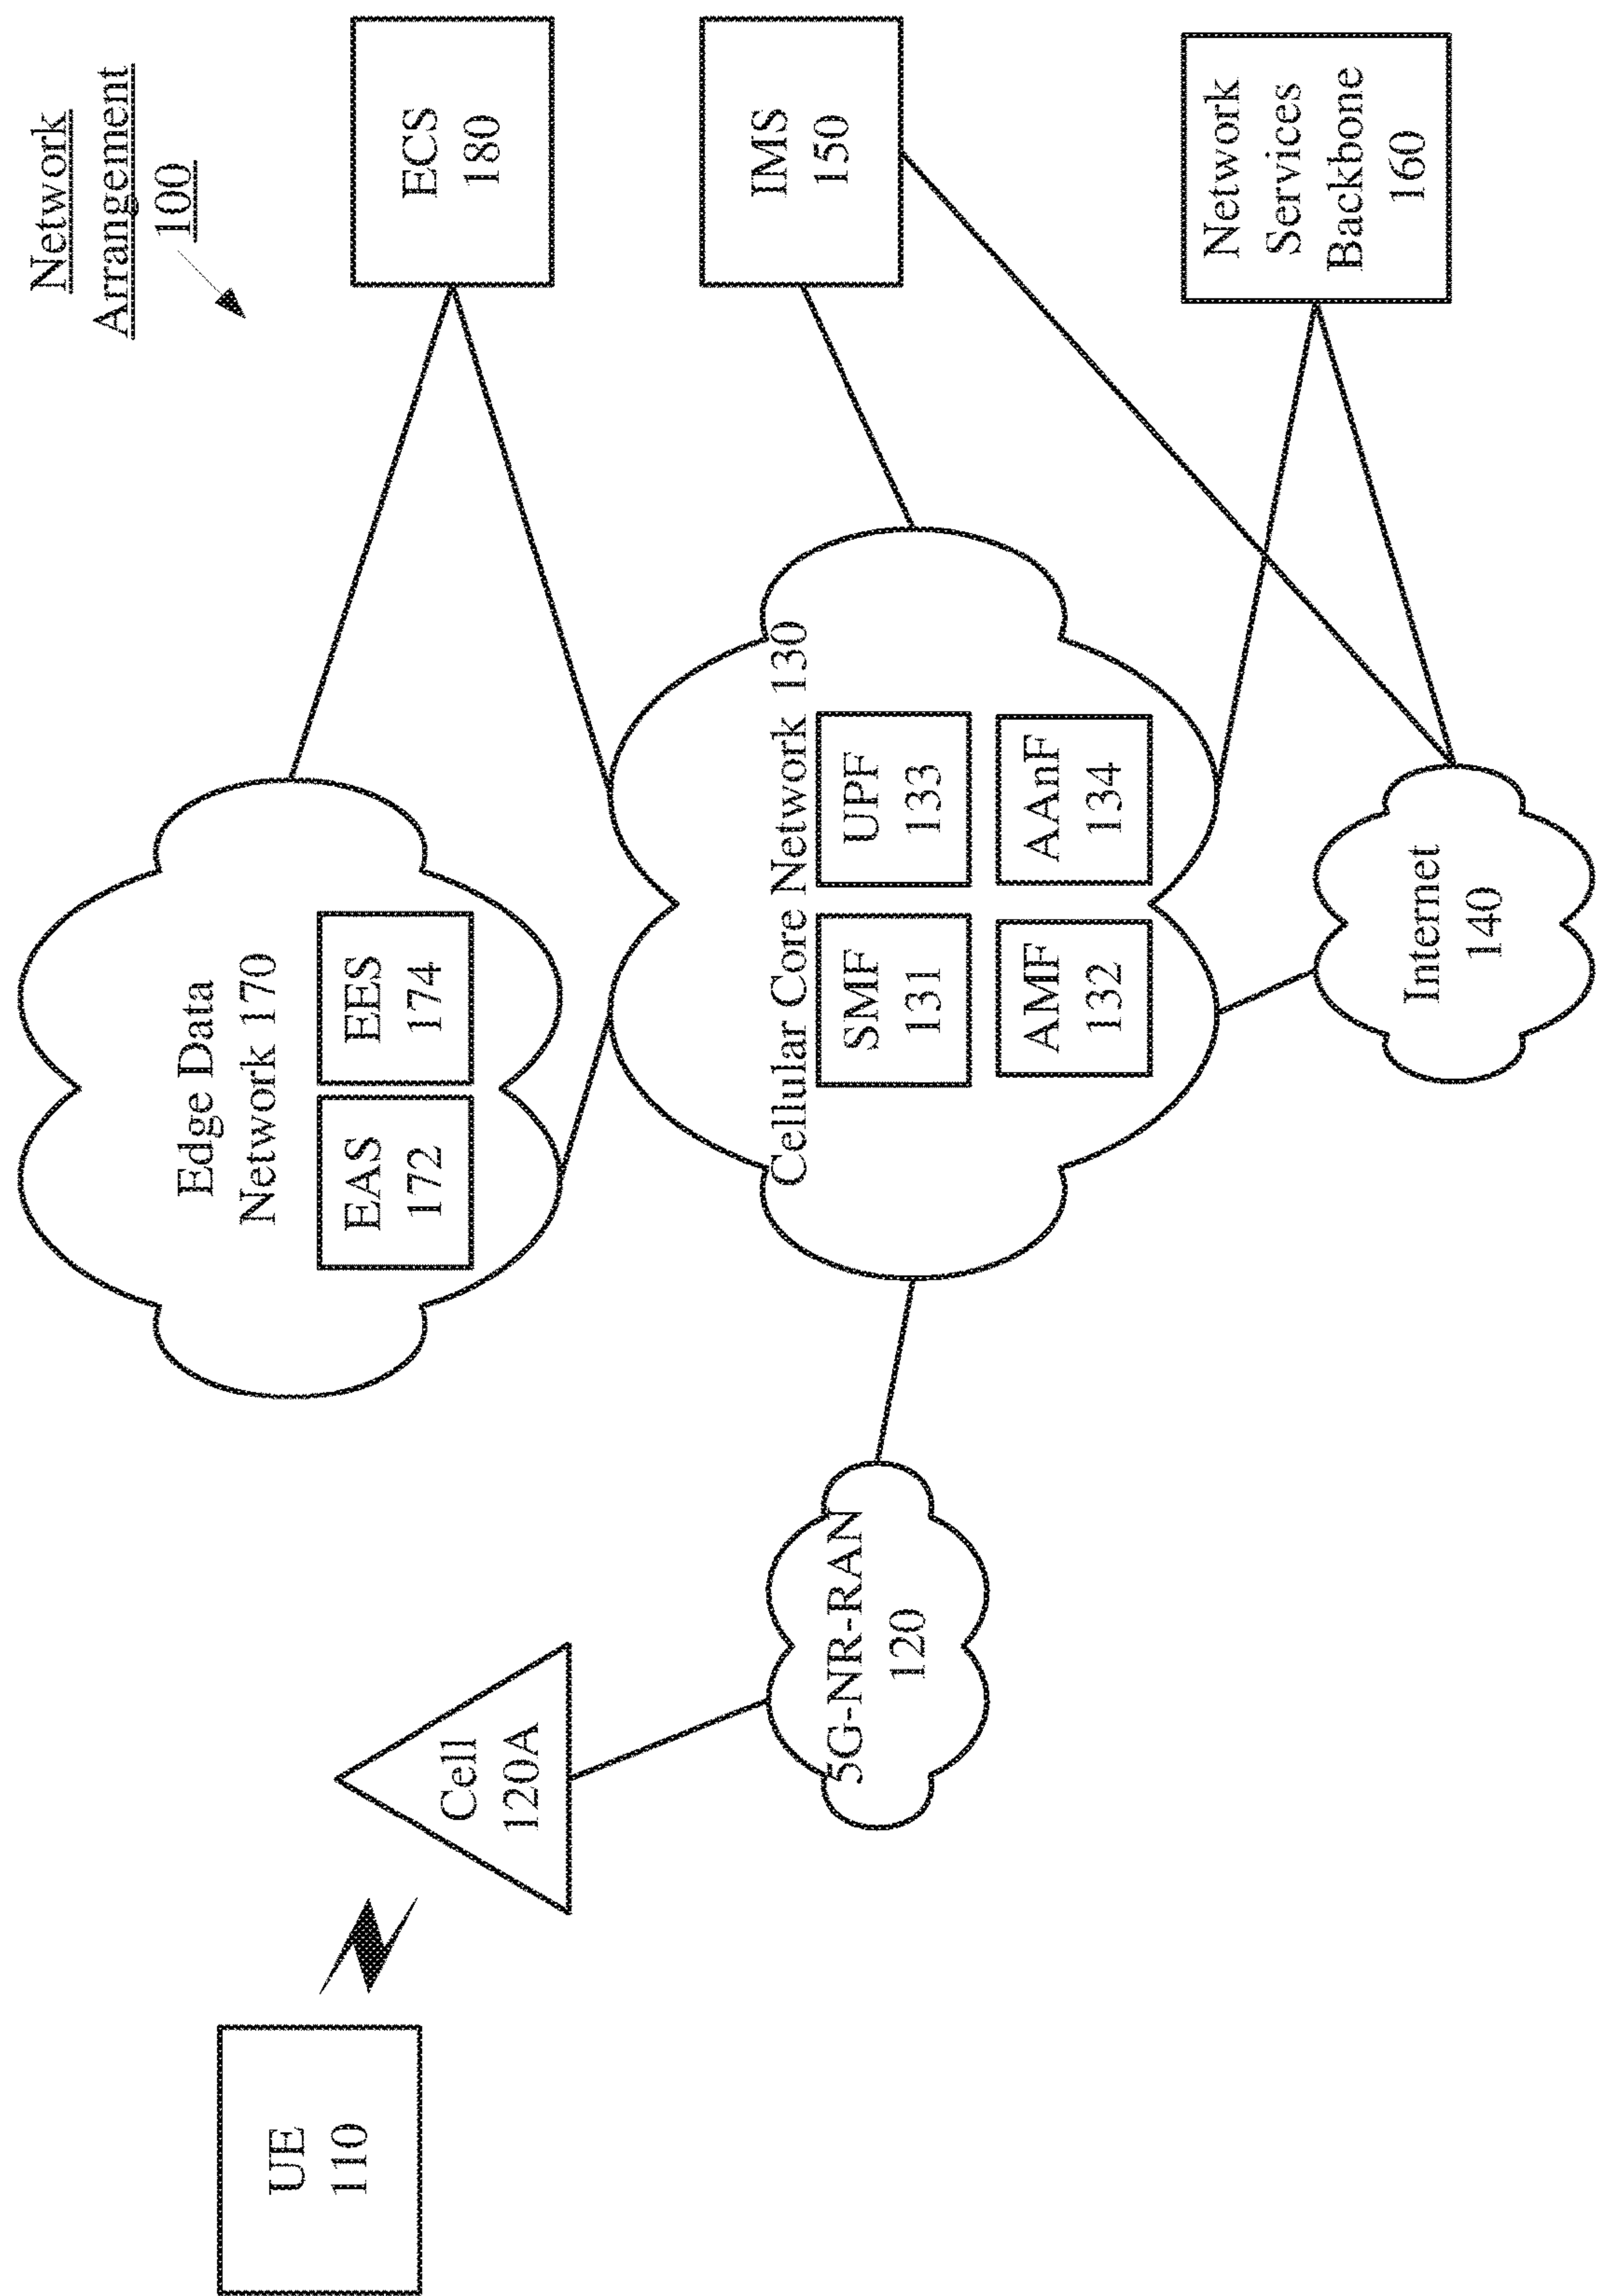 Network
Arrangement
100
UE
110
Cell
120A
5G-NR-RAN
120
Edge Data
Network 170
EAS
172
EES
174
Cellular Core Network 130
SMF
131
UPF
133
AMF
132
AAnF
134
Internet
140
ECS
180
IMS
150
Network
Services
Backbone
160